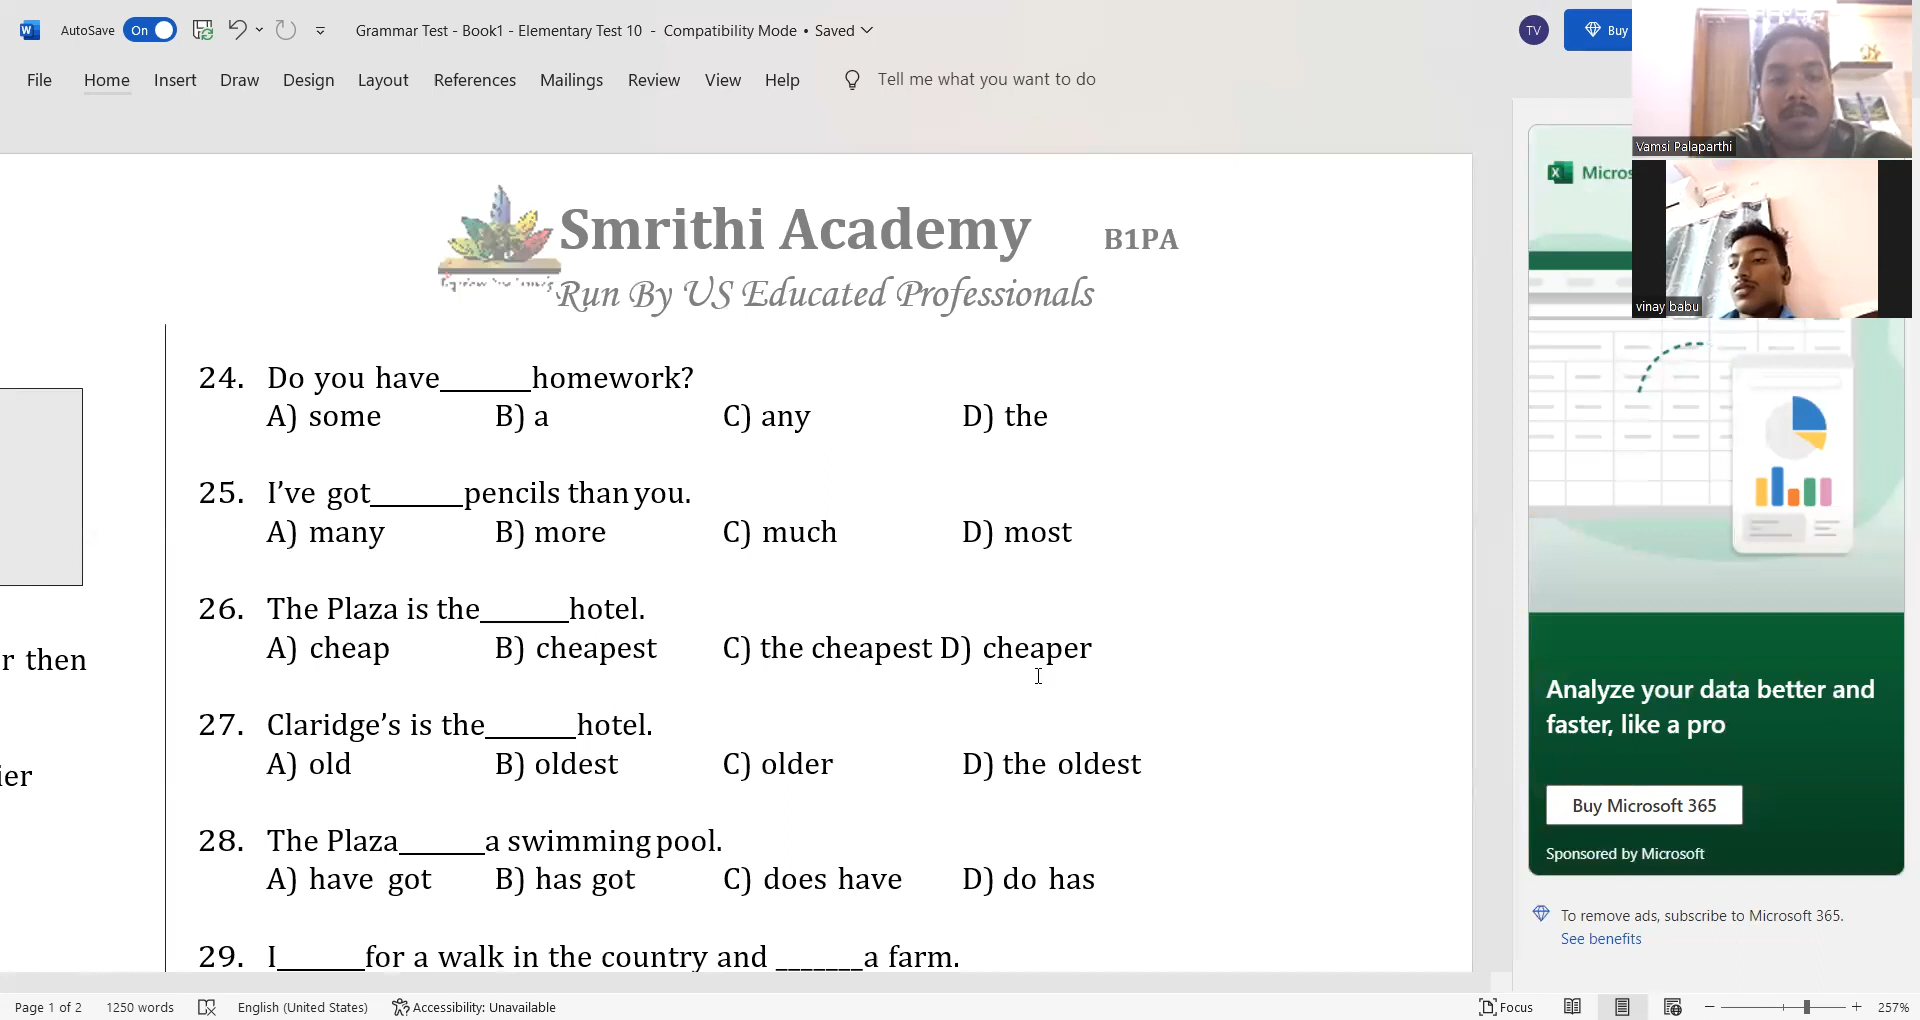 AutoSave On Grammar Test - Book1 - Elementary Test 10 - Compatibility Mode • Saved TV Buy
File Home Insert Draw Design Layout References Mailings Review View Help Tell me what you want to do
Vamsi Palaparthi
Micros
vinay babu
Smrithi Academy B1PA
Run By US Educated Professionals
r then
ier
24. Do you have______homework?
A) some B) a C) any D) the
25. I’ve got______pencils than you.
A) many B) more C) much D) most
26. The Plaza is the______hotel.
A) cheap B) cheapest C) the cheapest D) cheaper
27. Claridge’s is the______hotel.
A) old B) oldest C) older D) the oldest
28. The Plaza______a swimming pool.
A) have got B) has got C) does have D) do has
29. I______for a walk in the country and _______a farm.
Analyze your data better and
faster, like a pro
Buy Microsoft 365
Sponsored by Microsoft
To remove ads, subscribe to Microsoft 365.
See benefits
Page 1 of 2 1250 words English (United States) Accessibility: Unavailable Focus 257%